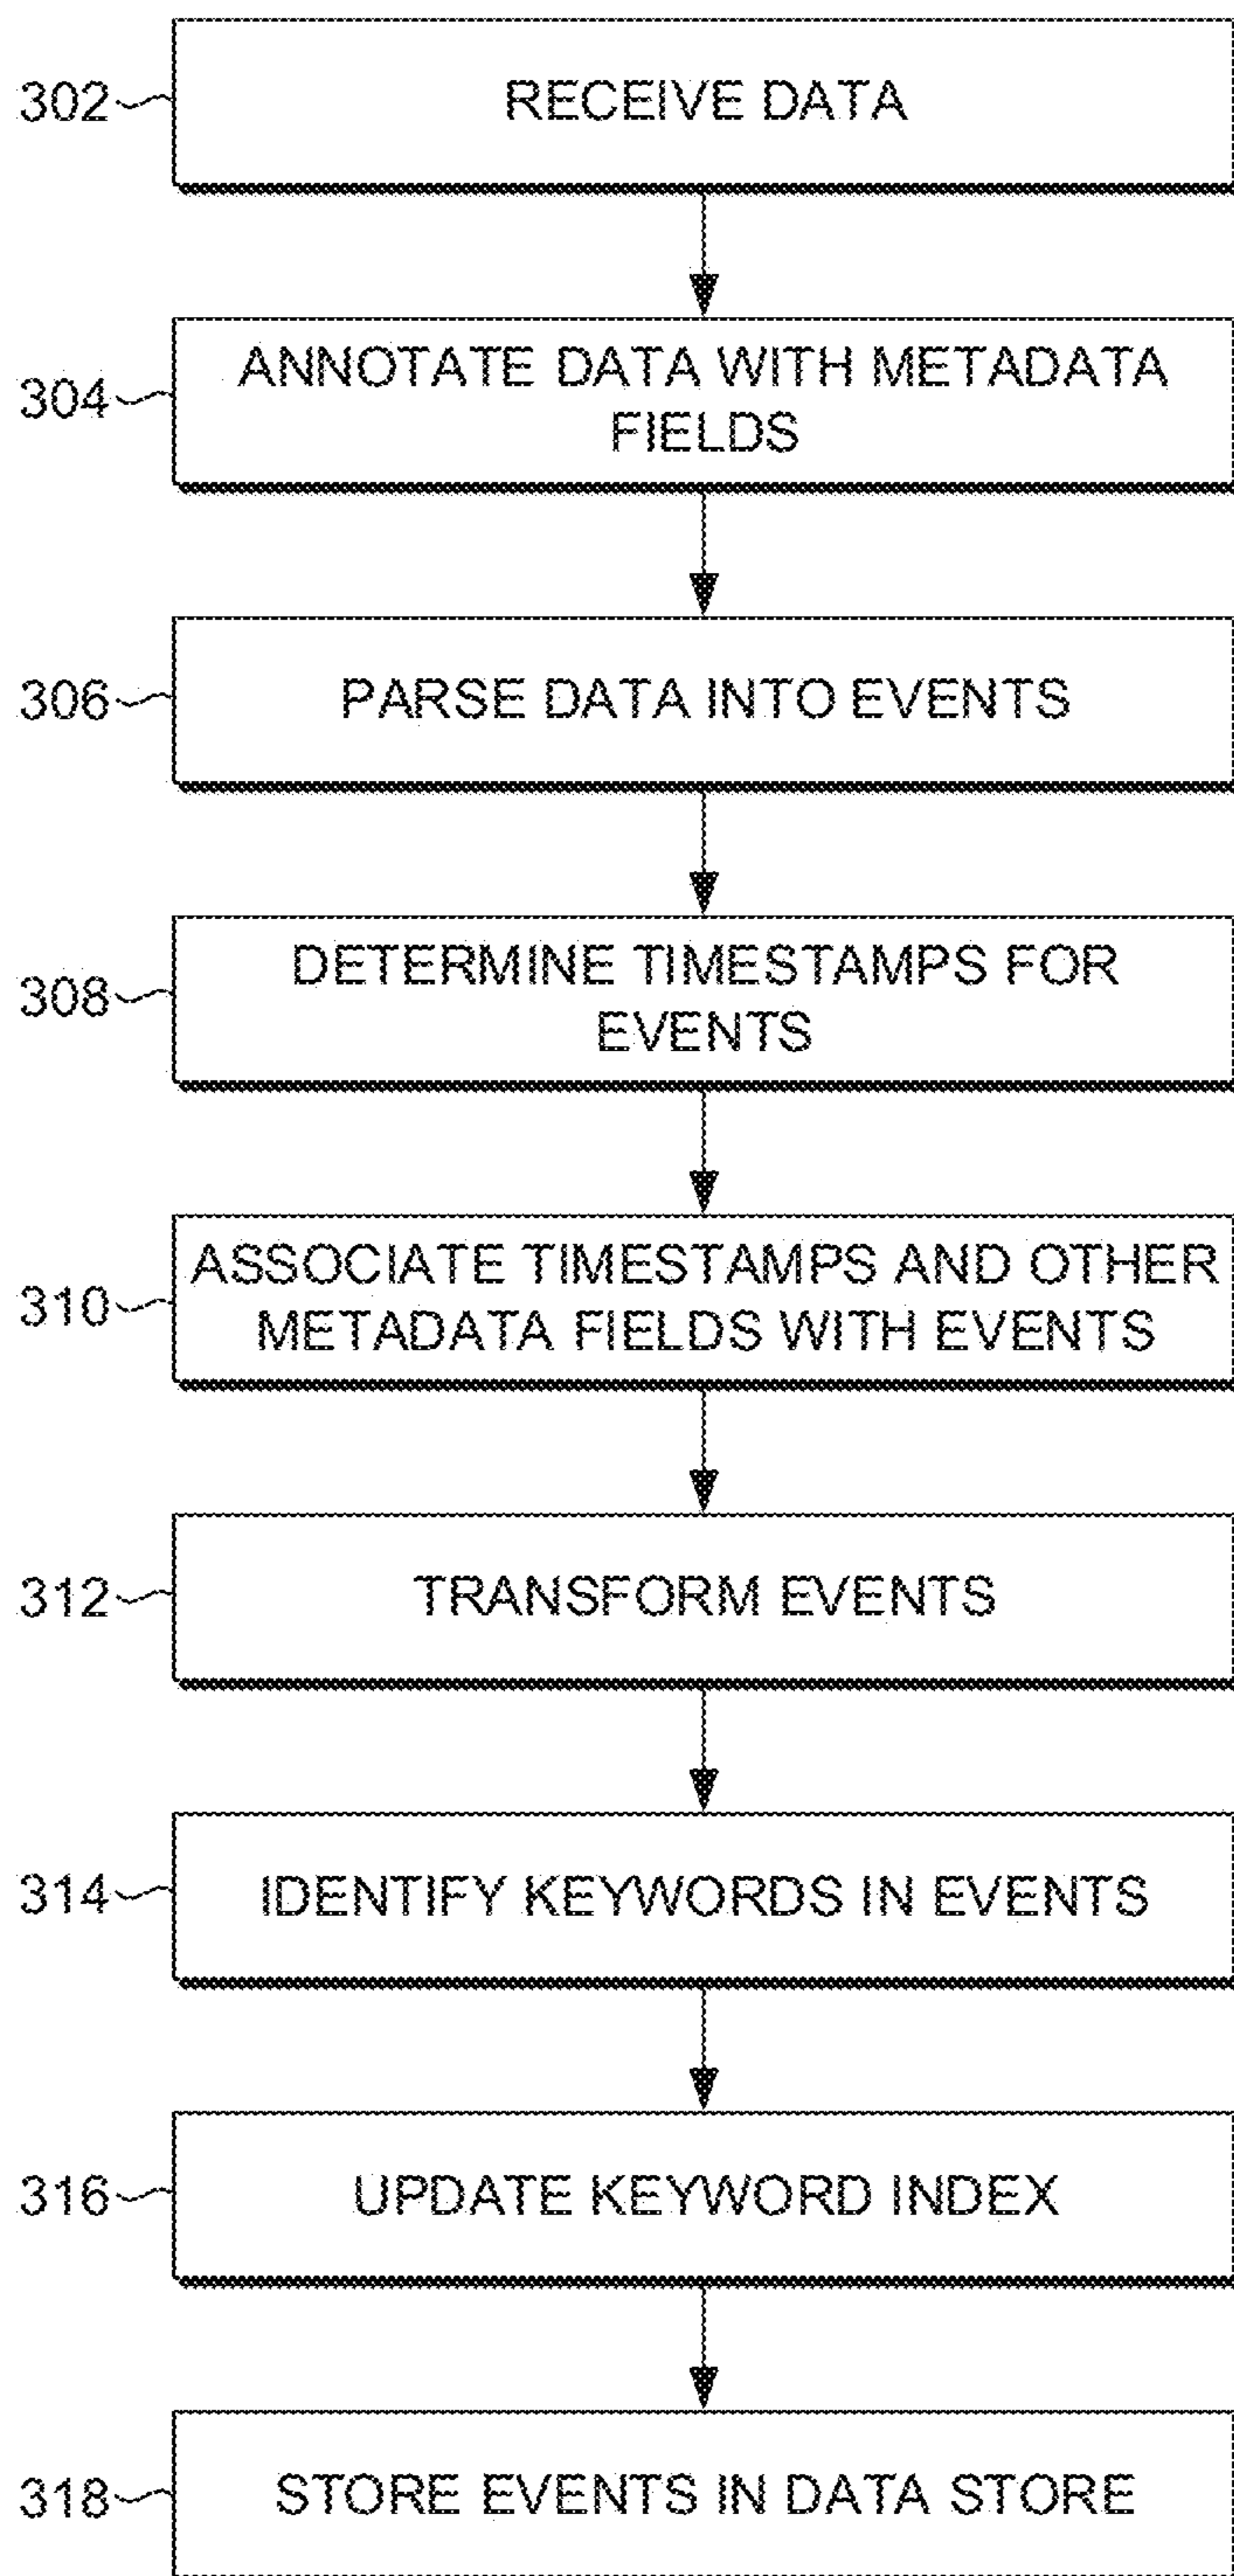 302
RECEIVE DATA
304
ANNOTATE DATA WITH METADATA
FIELDS
306
PARSE DATA INTO EVENTS
308
DETERMINE TIMESTAMPS FOR
EVENTS
310
ASSOCIATE TIMESTAMPS AND OTHER
METADATA FIELDS WITH EVENTS
312
TRANSFORM EVENTS
314
IDENTIFY KEYWORDS IN EVENTS
316
UPDATE KEYWORD INDEX
318
STORE EVENTS IN DATA STORE